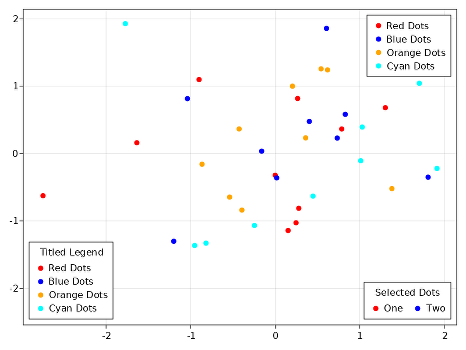 2
1
0
-1
-2
-2
-1
0
1
2
Red Dots
Blue Dots
Orange Dots
Cyan Dots
Titled Legend
Red Dots
Blue Dots
Orange Dots
Cyan Dots
Selected Dots
One Two